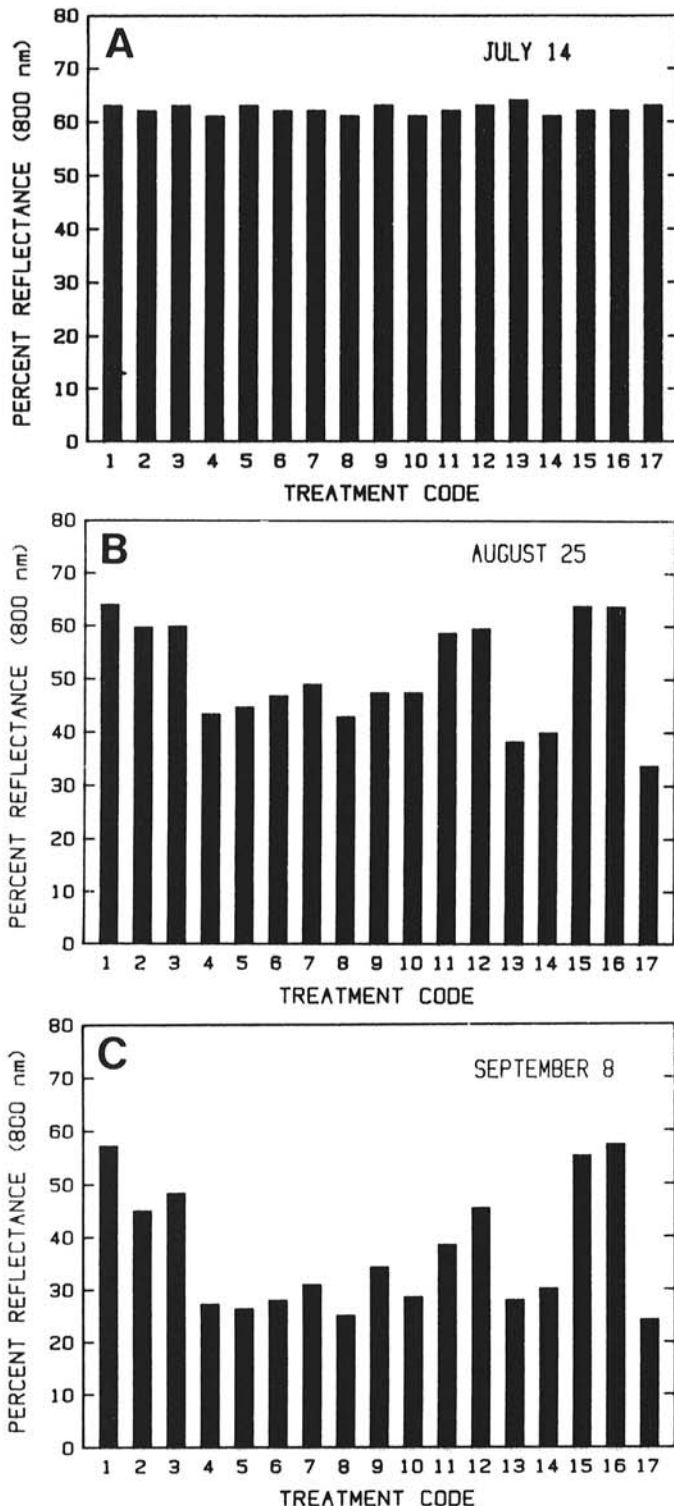 A
JULY 14
PERCENT REFLECTANCE (800 nm)
80
70
60
50
40
30
20
10
0
1 2 3 4 5 6 7 8 9 10 11 12 13 14 15 16 17
TREATMENT CODE
B
AUGUST 25
PERCENT REFLECTANCE (800 nm)
80
70
60
50
40
30
20
10
0
1 2 3 4 5 6 7 8 9 10 11 12 13 14 15 16 17
TREATMENT CODE
C
SEPTEMBER 8
PERCENT REFLECTANCE (800 nm)
80
70
60
50
40
30
20
10
0
1 2 3 4 5 6 7 8 9 10 11 12 13 14 15 16 17
TREATMENT CODE